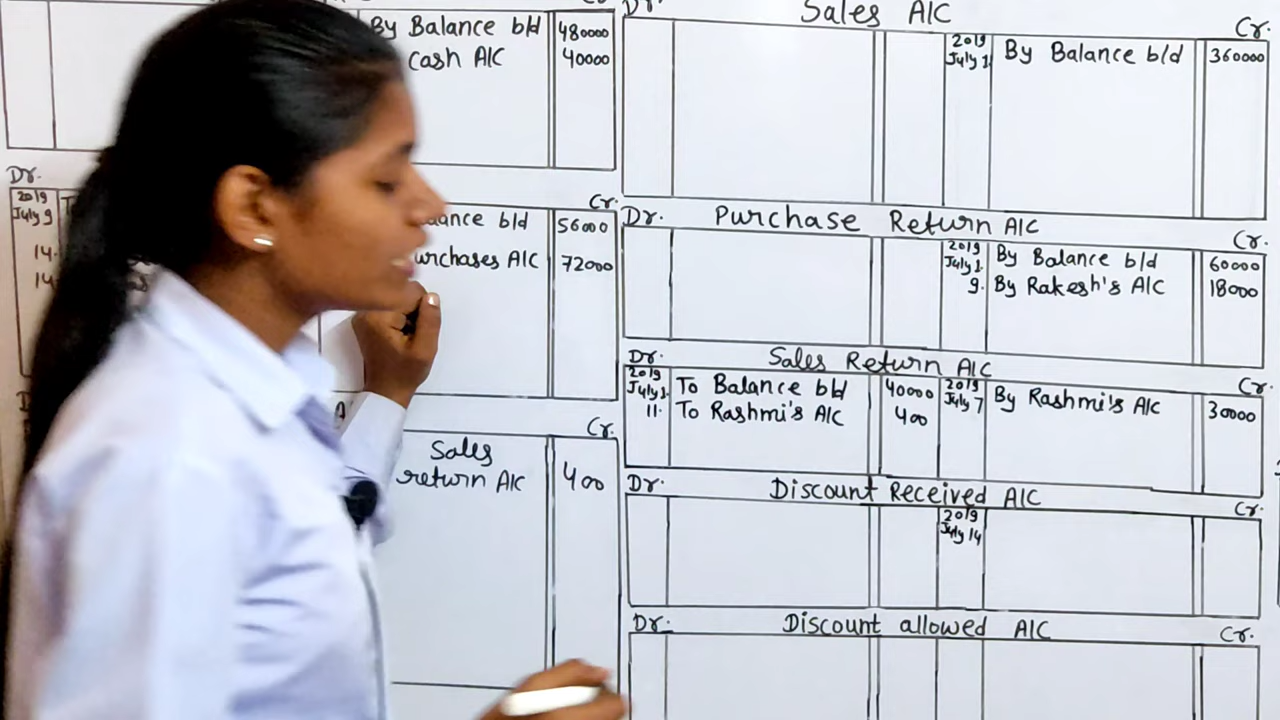 By Balance b/d 480000
cash A/C 40000
Dr. Sales A/C Cr.
2019
July 1 By Balance b/d 360000
Dr. Cr.
2019
July 9
14.
14
b/d 56000
A/C 72000
Dr. Purchase Return A/C Cr.
2019
July 1. By Balance b/d 60000
9. By Rakesh's A/C 18000
Dr. Sales Return A/C Cr.
2019 2019
July 1. To Balance b/d 40000 July 7 By Rashmi's A/C 30000
11. To Rashmi's A/C 400
Cr.
Sales
return A/C 400
Dr. Discount Received A/C Cr.
2019
July 14
Dr. Discount allowed A/C Cr.